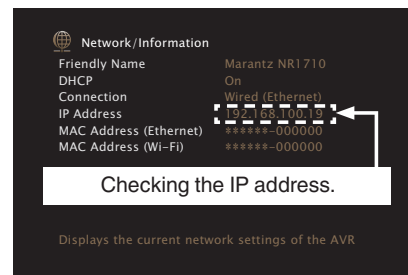 Network/Information
Friendly Name Marantz NR1710
DHCP On
Connection Wired (Ethernet)
IP Address 192.168.100.19
MAC Address (Ethernet) ******-000000
MAC Address (Wi-Fi) ******-000000
Checking the IP address.
Displays the current network settings of the AVR